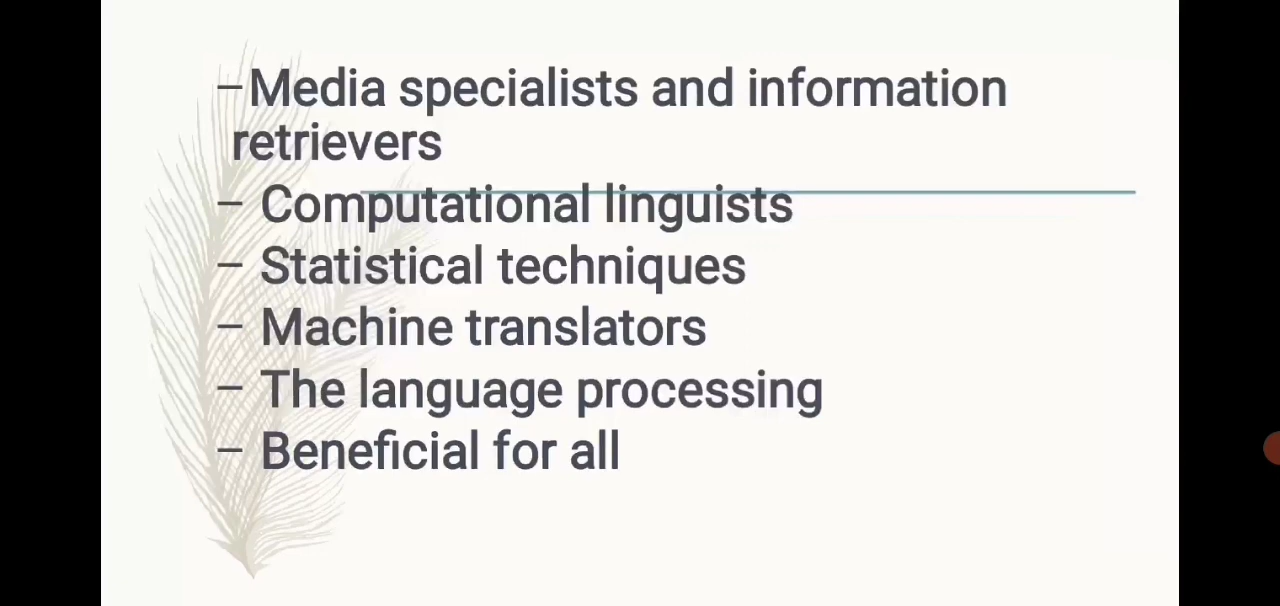 –Media specialists and information
retrievers
– Computational linguists
– Statistical techniques
– Machine translators
– The language processing
– Beneficial for all